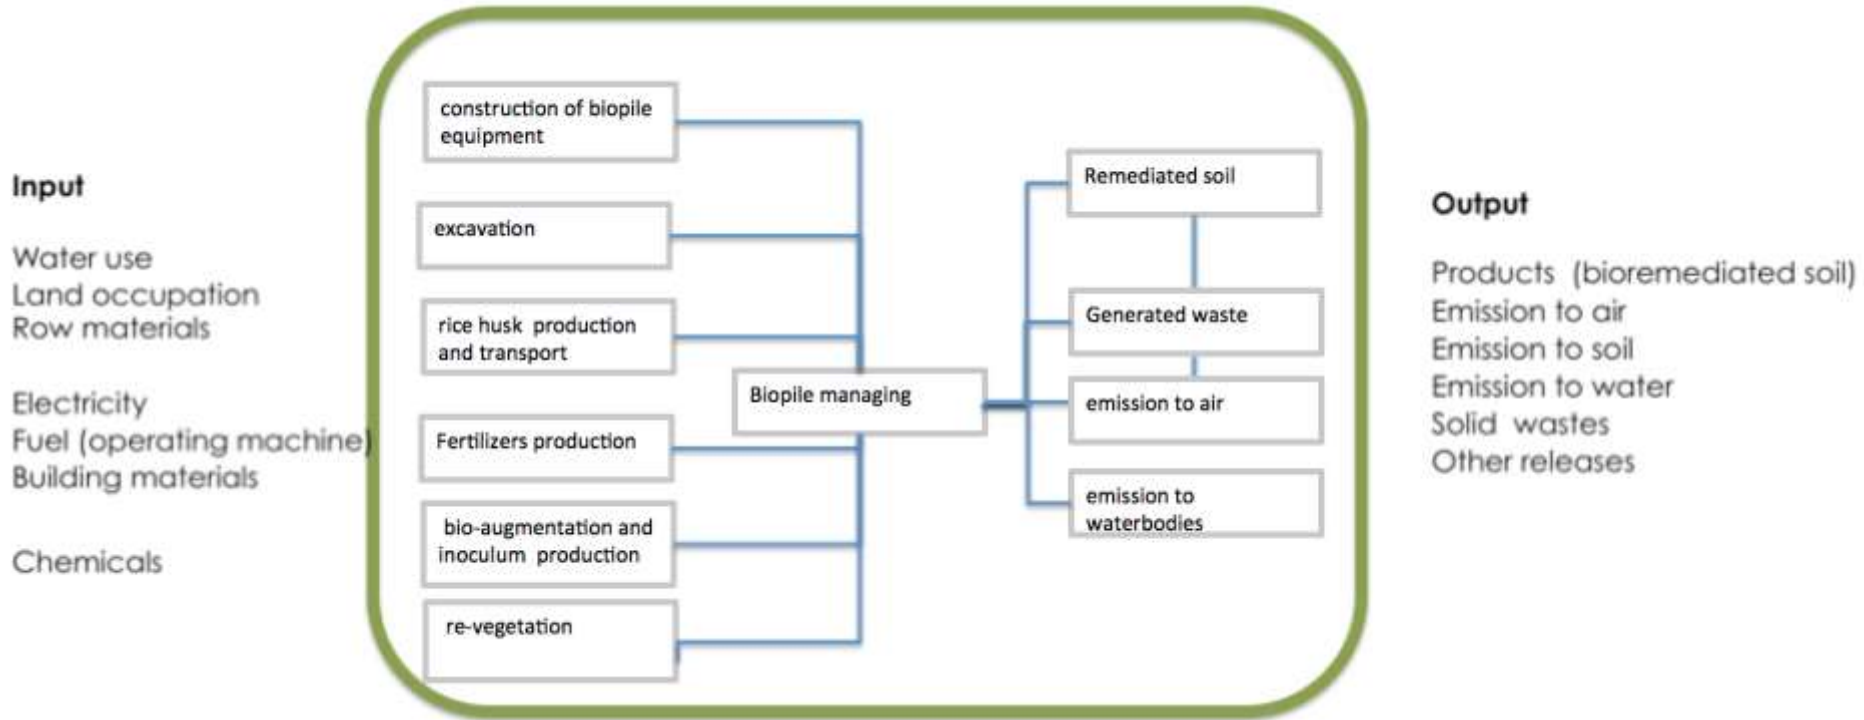 Input
Water use
Land occupation
Row materials
Electricity
Fuel (operating machine)
Building materials
Chemicals
construction of biopile
equipment
excavation
rice husk production
and transport
Fertilizers production
bio-augmentation and
inoculum production
re-vegetation
Biopile managing
Remediated soil
Generated waste
emission to air
emission to
waterbodies
Output
Products (bioremediated soil)
Emission to air
Emission to soil
Emission to water
Solid wastes
Other releases